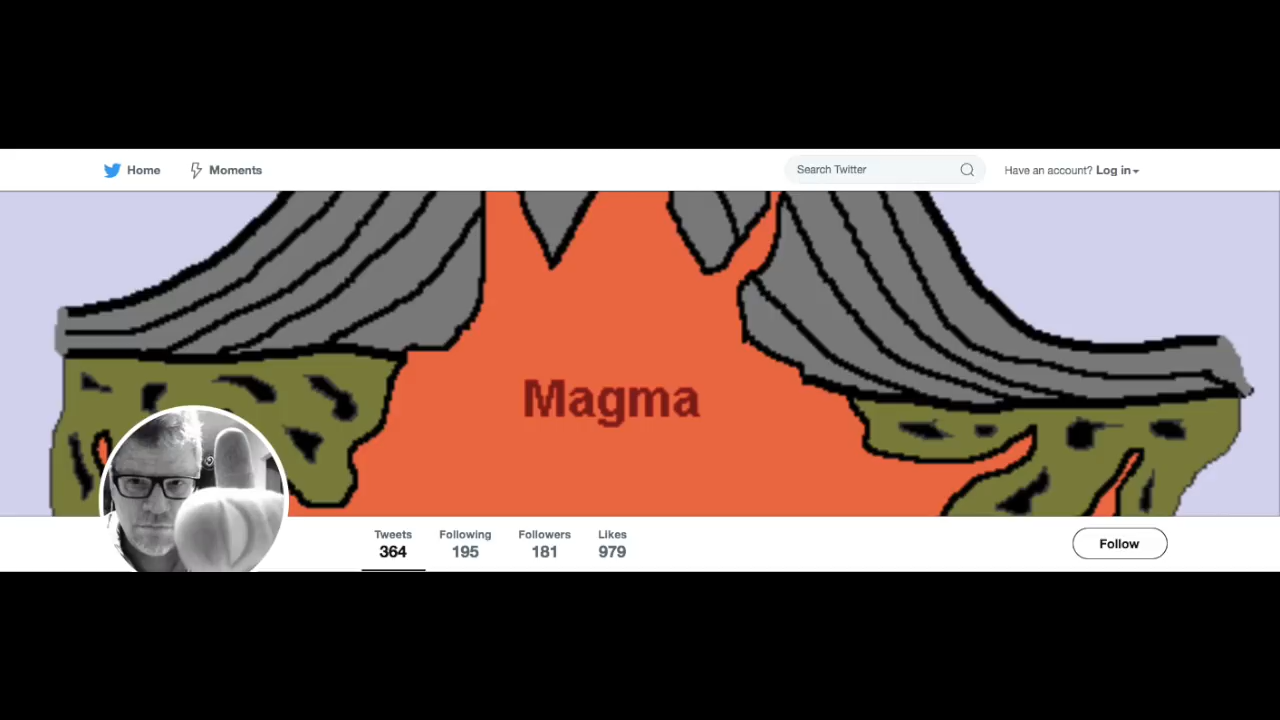 Home Moments Search Twitter Have an account? Log in
Magma
Tweets Following Followers Likes
364 195 181 979
Follow